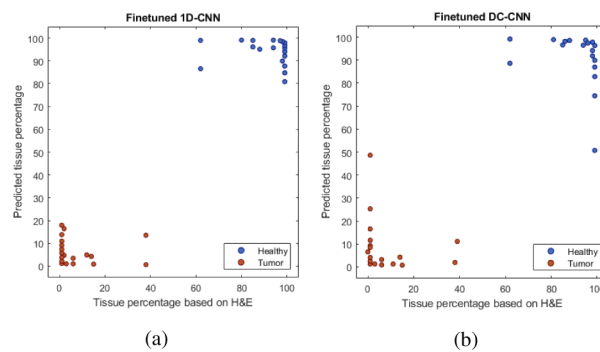 Finetuned 1D-CNN
Predicted tissue percentage
100
90
80
70
60
50
40
30
20
10
0
0 20 40 60 80 100
Tissue percentage based on H&E
Healthy
Tumor
(a)
Finetuned DC-CNN
Predicted tissue percentage
100
90
80
70
60
50
40
30
20
10
0
0 20 40 60 80 100
Tissue percentage based on H&E
Healthy
Tumor
(b)